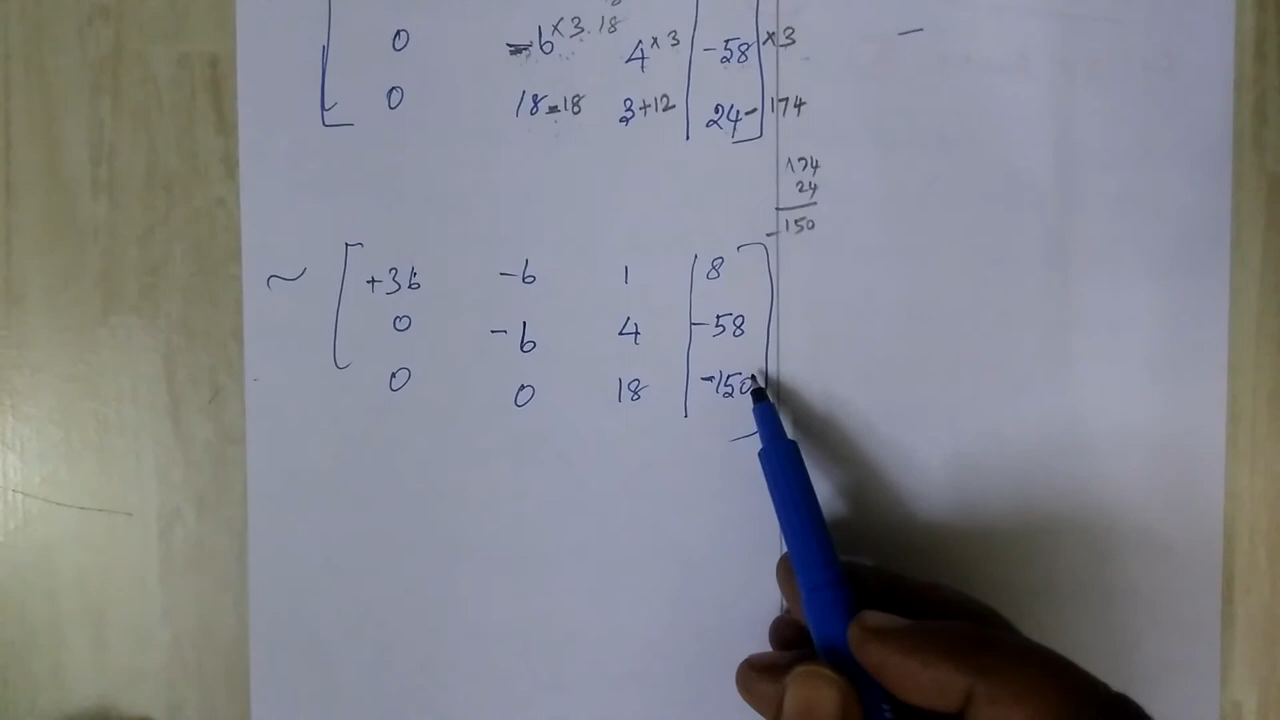 0 -6 ×3.18 4 ×3 -58 ×3
0 18-18 3+12 24-174
174
24
-150
~ +36 -6 1 8
0 -6 4 -58
0 0 18 -150